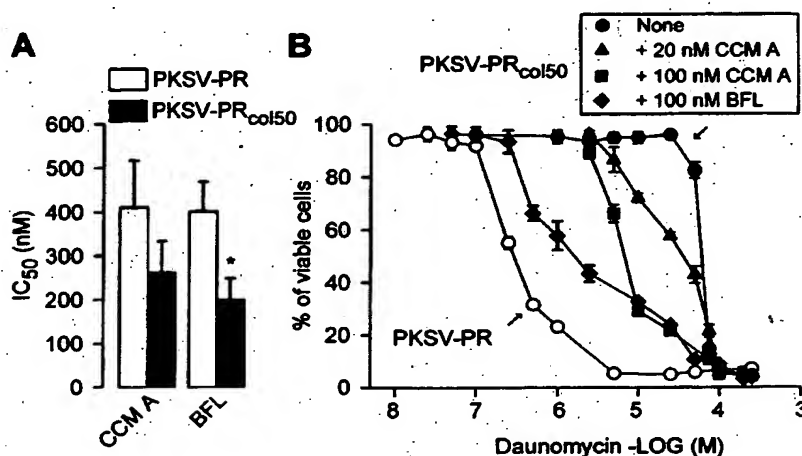 A
PKSV-PR
PKSV-PRcol50
600
500
400
300
200
100
0
IC50 (nM)
CCM A
BFL
*
B
PKSV-PRcol50
None
+ 20 nM CCM A
+ 100 nM CCM A
+ 100 nM BFL
100
80
60
40
20
0
% of viable cells
PKSV-PR
8
7
6
5
4
3
Daunomycin -LOG (M)